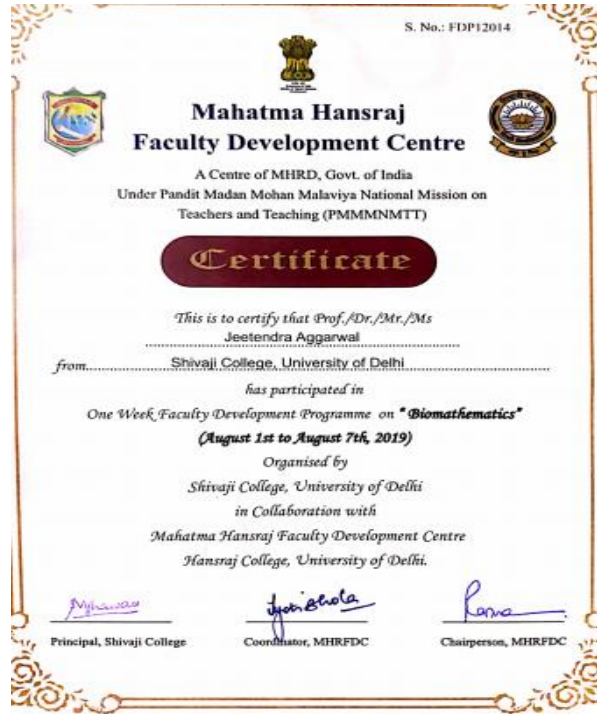 S. No.: FDP12014
Mahatma Hansraj
Faculty Development Centre
A Centre of MHRD, Govt. of India
Under Pandit Madan Mohan Malaviya National Mission on
Teachers and Teaching (PMMMNMTT)
Certificate
This is to certify that Prof./Dr./Mr./Ms
Jeetendra Aggarwal
from Shivaji College, University of Delhi
has participated in
One Week Faculty Development Programme on "Biomathematics"
(August 1st to August 7th, 2019)
Organised by
Shivaji College, University of Delhi
in Collaboration with
Mahatma Hansraj Faculty Development Centre
Hansraj College, University of Delhi.
Jyoti Bhola
Rama
Principal, Shivaji College
Coordinator, MHRFDC
Chairperson, MHRFDC